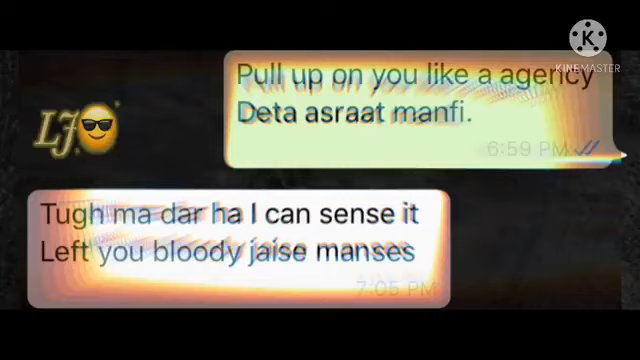 KINEMASTER
Pull up on you like a agency
Deta asraat manfi.
6:59 PM
LJ
Tugh ma dar ha I can sense it
Left you bloody jaise manses
7:05 PM